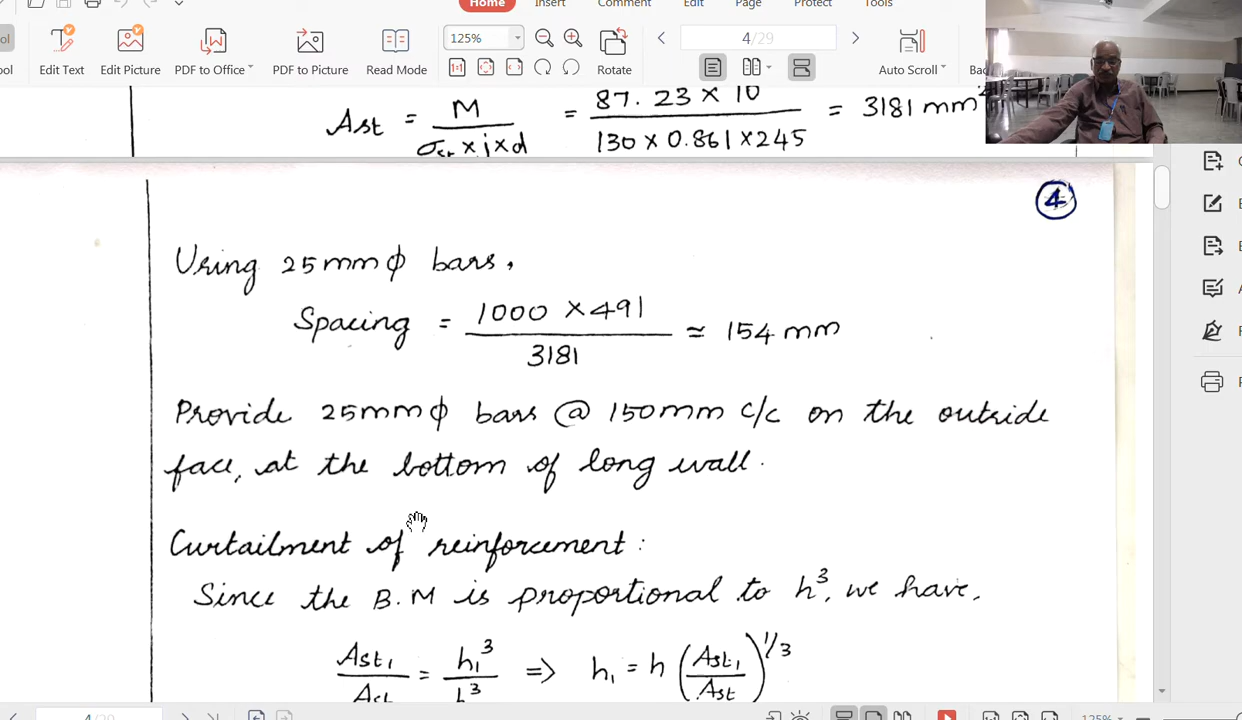 Home Insert Comment Edit Page Protect Tools
125% 4/29
Edit Text Edit Picture PDF to Office PDF to Picture Read Mode Rotate Auto Scroll
Ast = M / σst × j × d = 87.23 × 10 / 130 × 0.861 × 245 = 3181 mm²
4
Using 25mm ϕ bars,
Spacing = 1000 × 491 / 3181 ≃ 154 mm
Provide 25mm ϕ bars @ 150mm c/c on the outside
face, at the bottom of long wall.
Curtailment of reinforcement :
Since the B.M is proportional to h³, we have,
Ast₁ / Ast = h₁³ / h³ ⇒ h₁ = h (Ast₁ / Ast)^1/3
4/29 125%